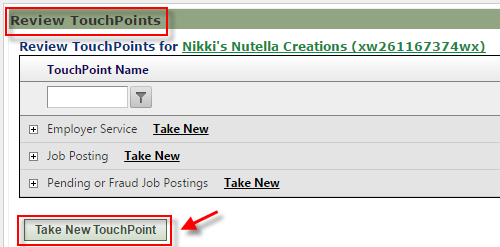 Review TouchPoints
Review TouchPoints for Nikki's Nutella Creations (xw261167374wx)
TouchPoint Name
Employer Service Take New
Job Posting Take New
Pending or Fraud Job Postings Take New
Take New TouchPoint